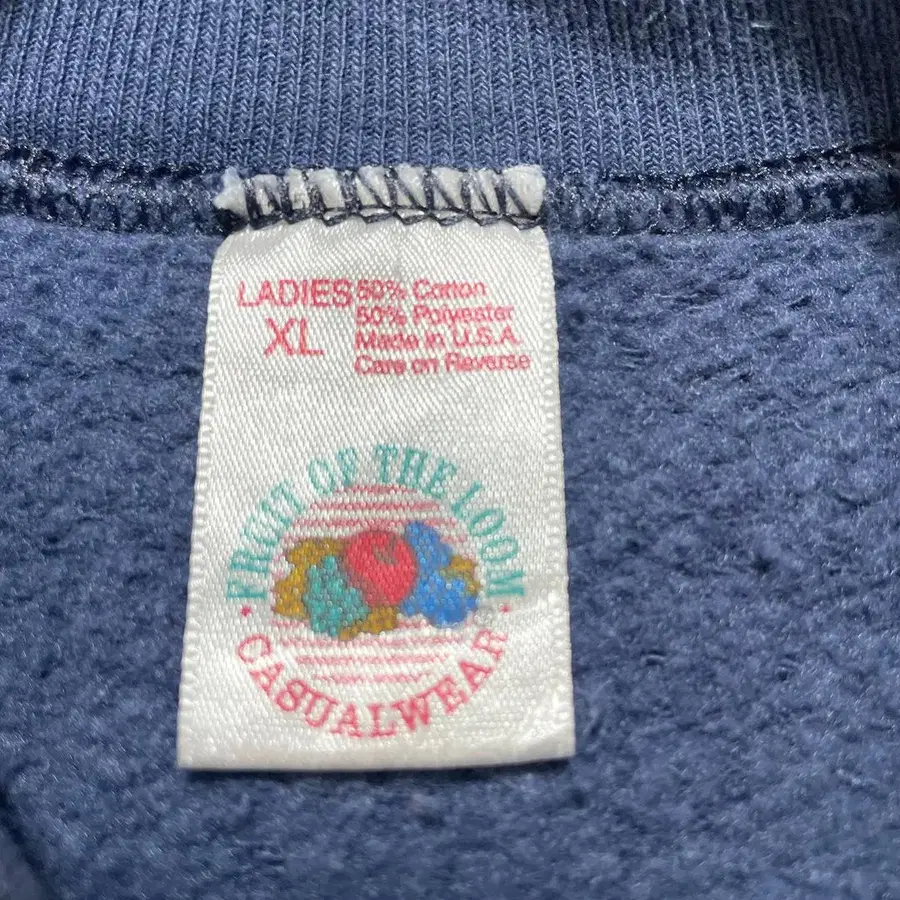 LADIES
XL
50% Cotton
50% Polyester
Made in U.S.A.
Care on Reverse
FRUIT OF THE LOOM
• CASUALWEAR •